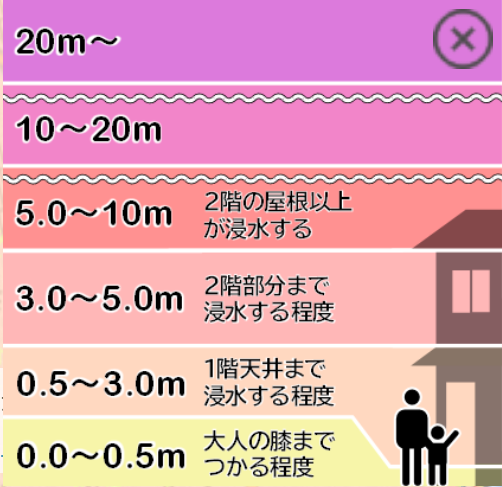 20m～
10～20m
5.0～10m
2階の屋根以上
が浸水する
3.0～5.0m
2階部分まで
浸水する程度
0.5～3.0m
1階天井まで
浸水する程度
0.0～0.5m
大人の膝まで
つかる程度